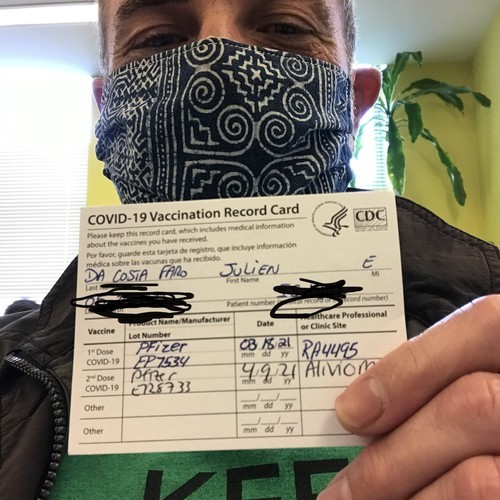 COVID-19 Vaccination Record Card
CDC
Please keep this record card, which includes medical information
about the vaccines you have received.
Por favor, guarde esta tarjeta de registro, que incluye información
médica sobre las vacunas que ha recibido.
DA COSTA FARO JULIEN E
Last First Name MI
Patient number record number)
Vaccine Product Name/Manufacturer Date Healthcare Professional
Lot Number or Clinic Site
1st Dose Pfizer 03.18.21 RA4495
COVID-19 mm dd yy
2nd Dose 4.9.21
COVID-19 mm dd yy
Other mm dd yy
Other mm dd yy